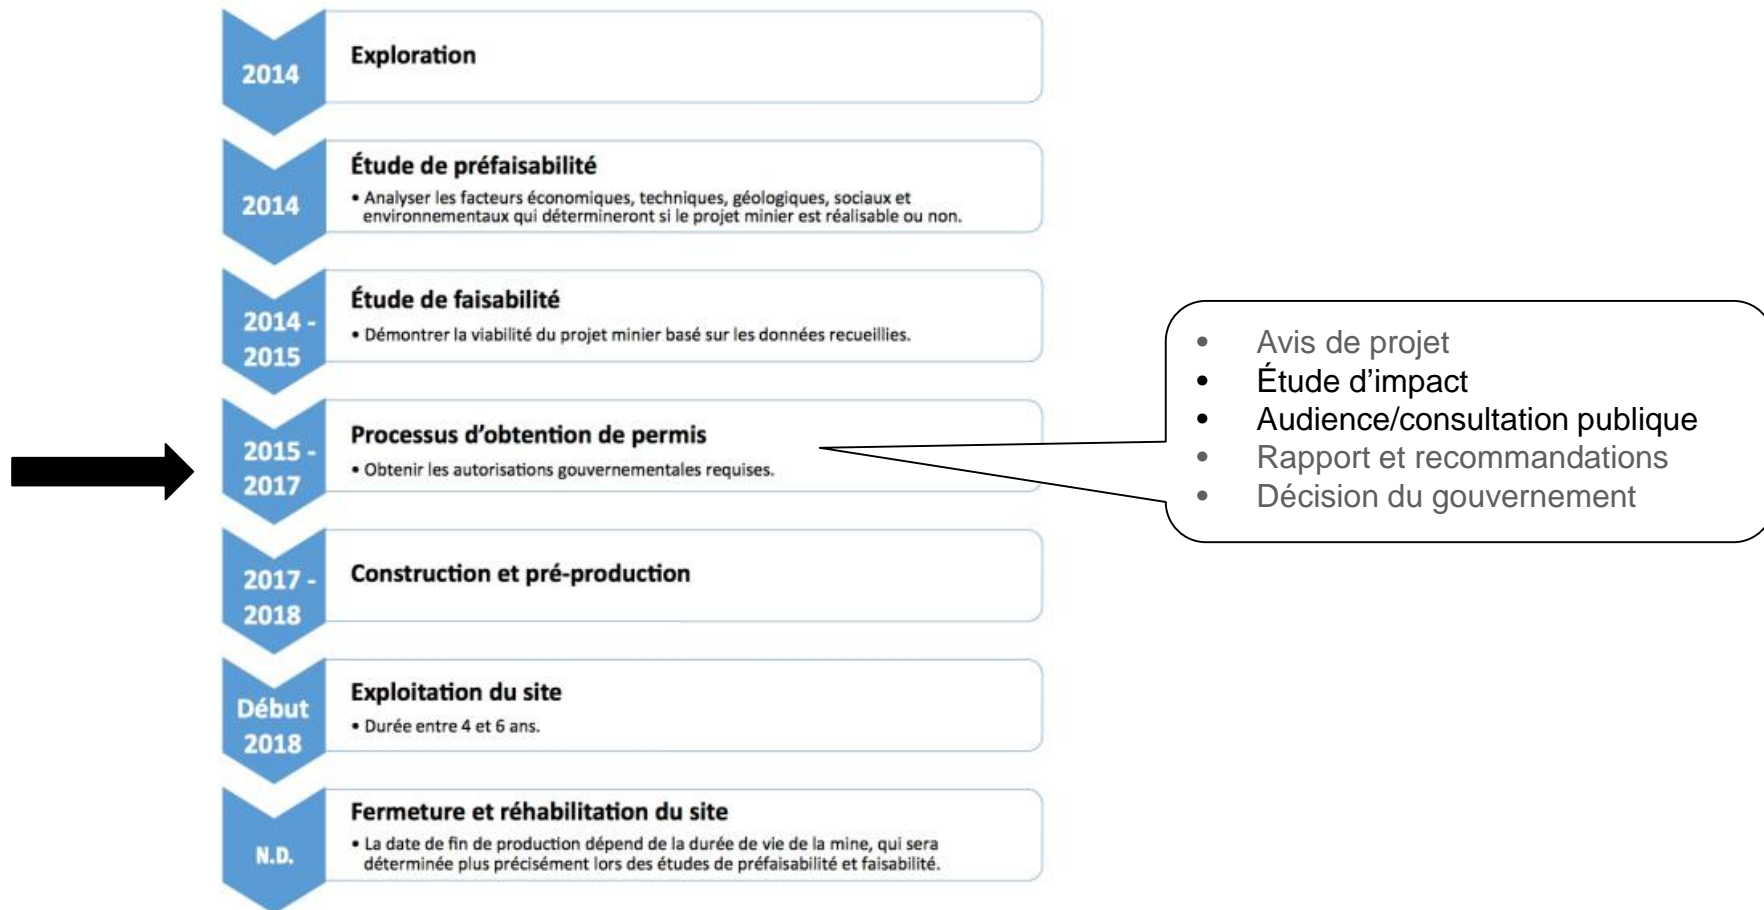 2014
Exploration
2014
Étude de préfaisabilité
• Analyser les facteurs économiques, techniques, géologiques, sociaux et
environnementaux qui détermineront si le projet minier est réalisable ou non.
2014 -
2015
Étude de faisabilité
• Démontrer la viabilité du projet minier basé sur les données recueillies.
2015 -
2017
Processus d'obtention de permis
• Obtenir les autorisations gouvernementales requises.
• Avis de projet
• Étude d'impact
• Audience/consultation publique
• Rapport et recommandations
• Décision du gouvernement
2017 -
2018
Construction et pré-production
Début
2018
Exploitation du site
• Durée entre 4 et 6 ans.
N.D.
Fermeture et réhabilitation du site
• La date de fin de production dépend de la durée de vie de la mine, qui sera
déterminée plus précisément lors des études de préfaisabilité et faisabilité.